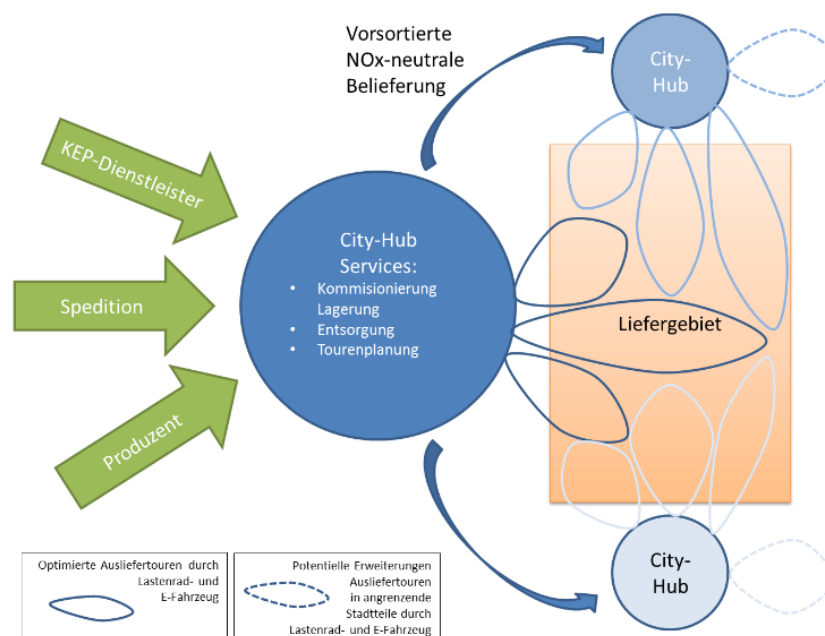 Vorsortierte
NOx-neutrale
Belieferung
City-
Hub
KEP-Dienstleister
Spedition
Produzent
City-Hub
Services:
• Kommisionierung
Lagerung
• Entsorgung
• Tourenplanung
Liefergebiet
City-
Hub
Optimierte Ausliefertouren durch
Lastenrad- und
E-Fahrzeug
Potentielle Erweiterungen
Ausliefertouren
in angrenzende
Stadtteile durch
Lastenrad- und E-Fahrzeug